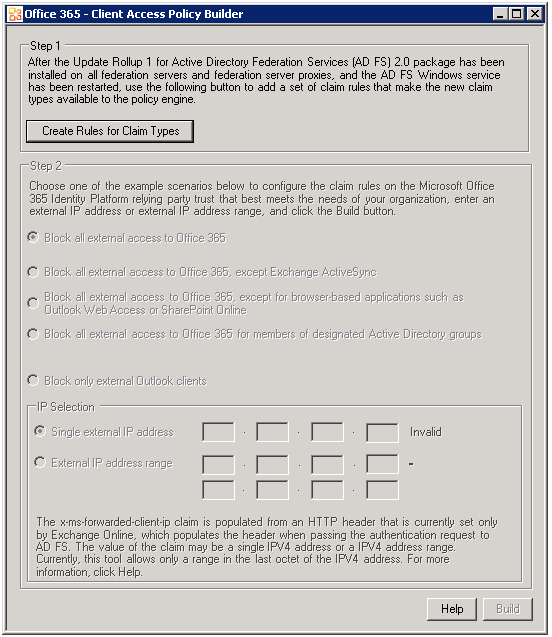 Office 365 - Client Access Policy Builder
Step 1
After the Update Rollup 1 for Active Directory Federation Services (AD FS) 2.0 package has been
installed on all federation servers and federation server proxies, and the AD FS Windows service
has been restarted, use the following button to add a set of claim rules that make the new claim
types available to the policy engine.
Create Rules for Claim Types
Step 2
Choose one of the example scenarios below to configure the claim rules on the Microsoft Office
365 Identity Platform relying party trust that best meets the needs of your organization, enter an
external IP address or external IP address range, and click the Build button.
Block all external access to Office 365
Block all external access to Office 365, except Exchange ActiveSync
Block all external access to Office 365, except for browser-based applications such as
Outlook Web Access or SharePoint Online
Block all external access to Office 365 for members of designated Active Directory groups
Block only external Outlook clients
IP Selection
Single external IP address . . . Invalid
External IP address range . . . -
. . .
The x-ms-forwarded-client-ip claim is populated from an HTTP header that is currently set only
by Exchange Online, which populates the header when passing the authentication request to
AD FS. The value of the claim may be a single IPV4 address or a IPV4 address range.
Currently, this tool allows only a range in the last octet of the IPV4 address. For more
information, click Help.
Help Build